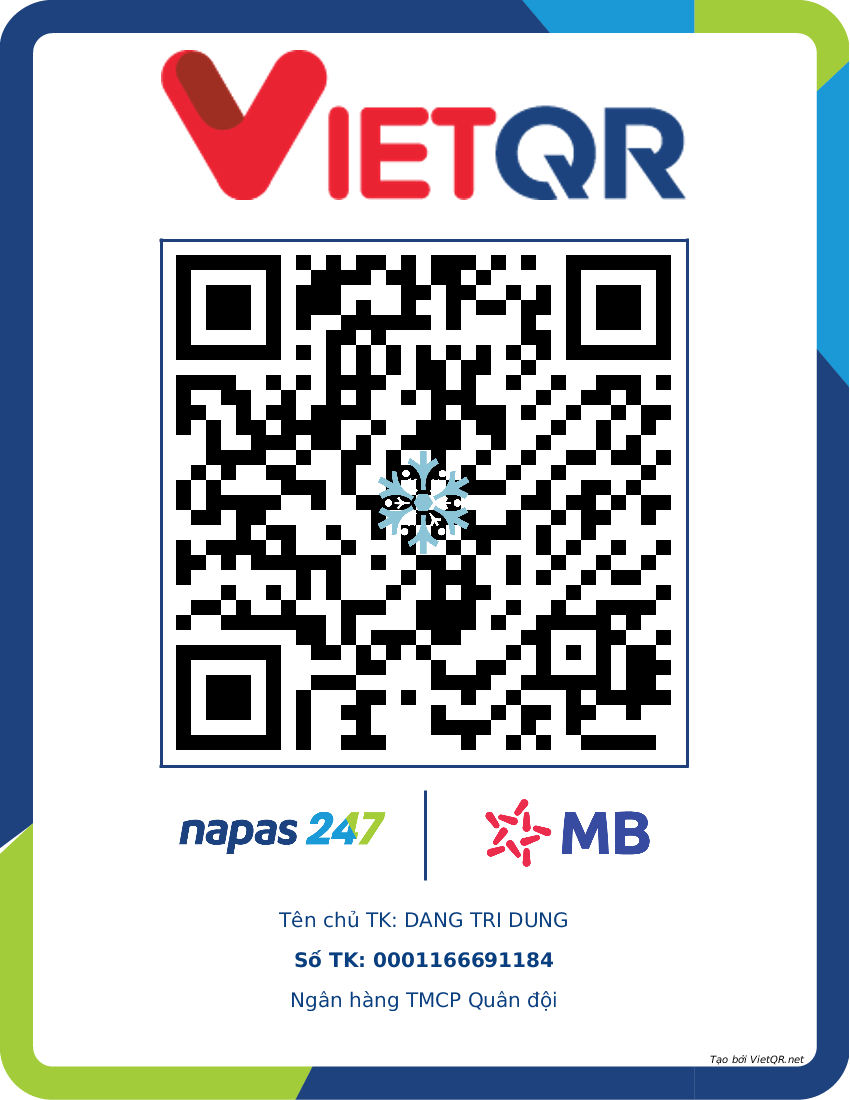 VIETQR
napas 247
MB
Tên chủ TK: DANG TRI DUNG
Số TK: 0001166691184
Ngân hàng TMCP Quân đội
Tạo bởi VietQR.net